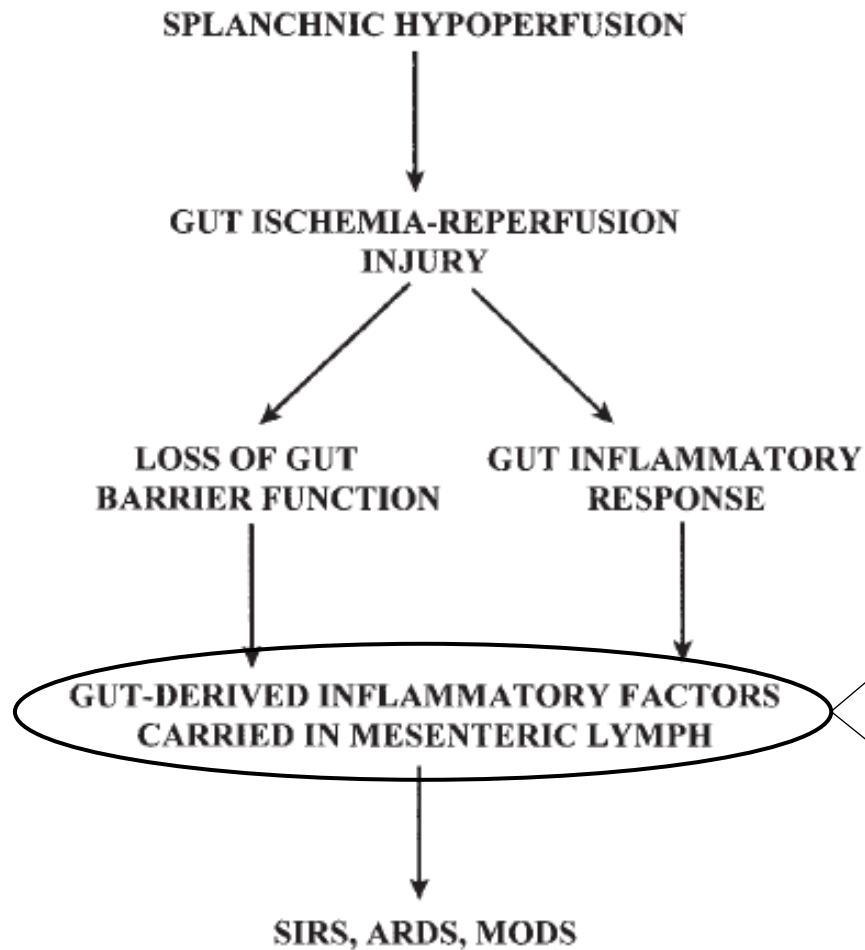 SPLANCHNIC HYPOPERFUSION
GUT ISCHEMIA-REPERFUSION
INJURY
LOSS OF GUT
BARRIER FUNCTION
GUT INFLAMMATORY
RESPONSE
GUT-DERIVED INFLAMMATORY FACTORS
CARRIED IN MESENTERIC LYMPH
SIRS, ARDS, MODS